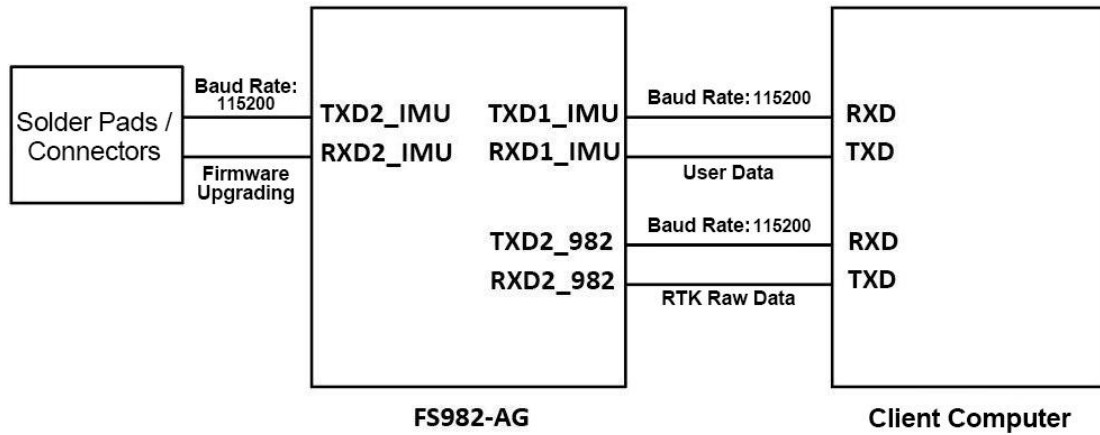 Solder Pads /
Connectors
Baud Rate:
115200
Firmware
Upgrading
TXD2_IMU
RXD2_IMU
TXD1_IMU
RXD1_IMU
TXD2_982
RXD2_982
Baud Rate: 115200
User Data
Baud Rate: 115200
RTK Raw Data
RXD
TXD
RXD
TXD
FS982-AG
Client Computer